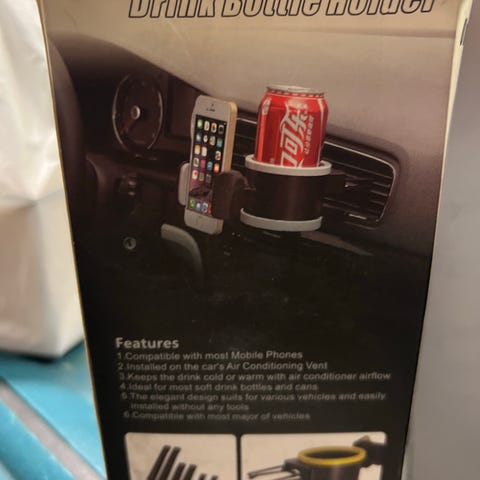 Drink Bottle Holder
可口可乐
Features
1.Compatible with most Mobile Phones
2.Installed on the car's Air Conditioning Vent
3.Keeps the drink cold or warm with air conditioner airflow
4.Ideal for most soft drink bottles and cans
5.The elegant design suits for various vehicles and easily
installed without any tools
6.Compatible with most major of vehicles